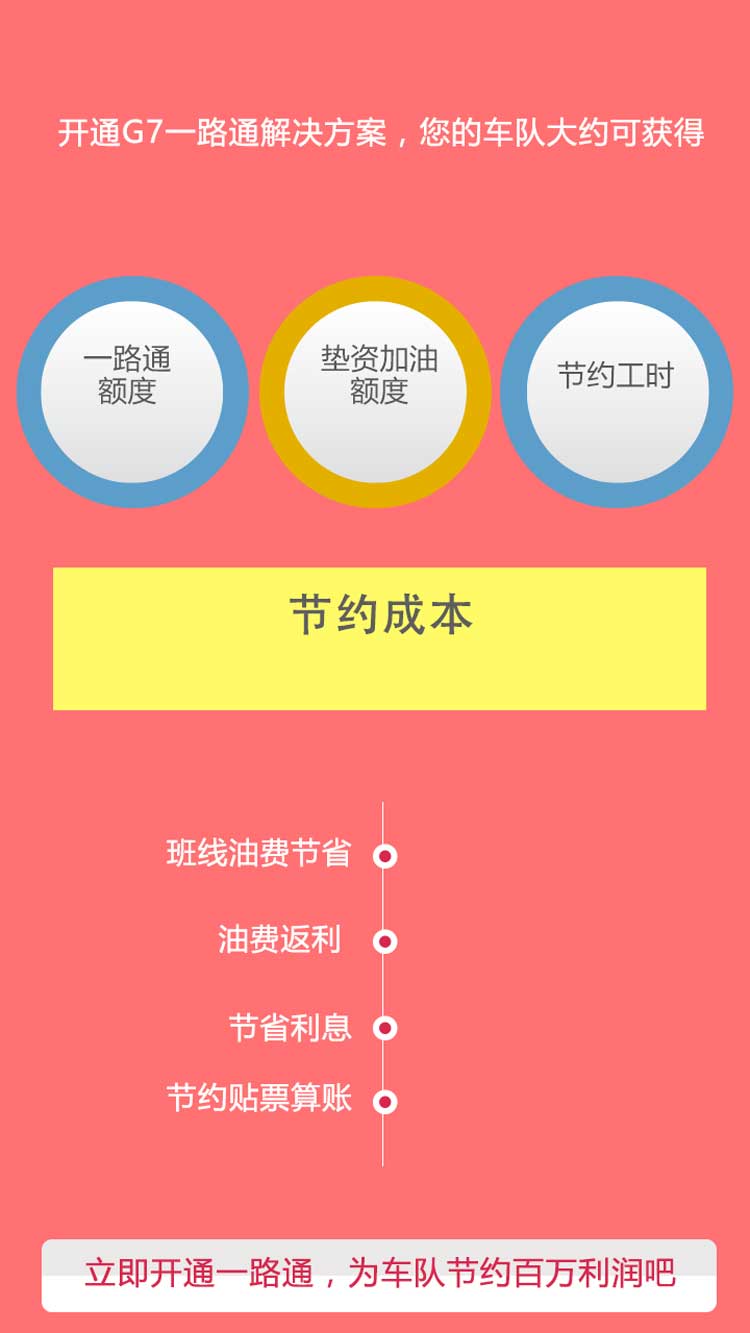 开通G7一路通解决方案，您的车队大约可获得
一路通
额度
垫资加油
额度
节约工时
节约成本
班线油费节省
油费返利
节省利息
节约贴票算账
立即开通一路通，为车队节约百万利润吧